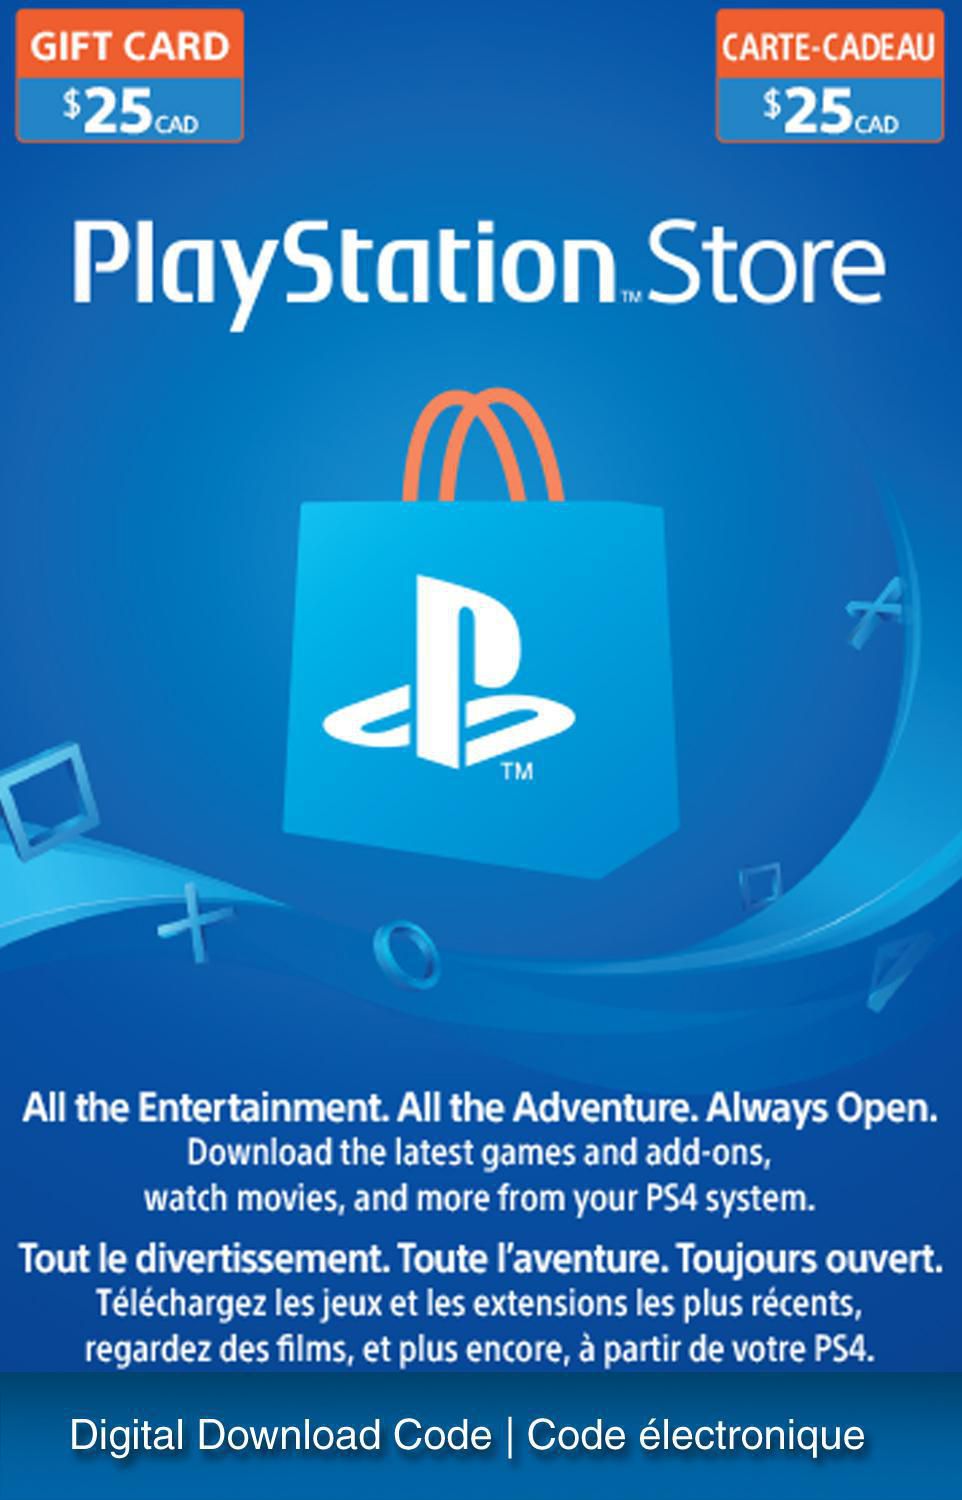 GIFT CARD
$25 CAD
CARTE-CADEAU
$25 CAD
PlayStation™ Store
TM
All the Entertainment. All the Adventure. Always Open.
Download the latest games and add-ons,
watch movies, and more from your PS4 system.
Tout le divertissement. Toute l'aventure. Toujours ouvert.
Téléchargez les jeux et les extensions les plus récents,
regardez des films, et plus encore, à partir de votre PS4.
Digital Download Code | Code électronique